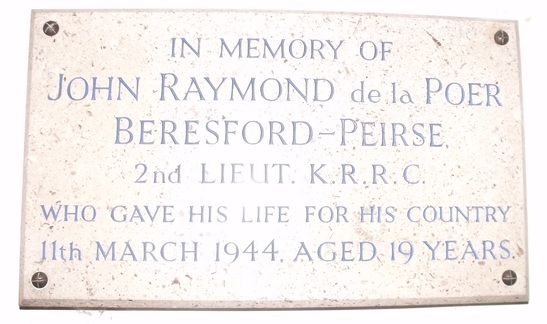 IN MEMORY OF
JOHN RAYMOND de la POER
BERESFORD-PEIRSE.
2nd LIEUT. K.R.R.C.
WHO GAVE HIS LIFE FOR HIS COUNTRY
11th MARCH 1944. AGED 19 YEARS.